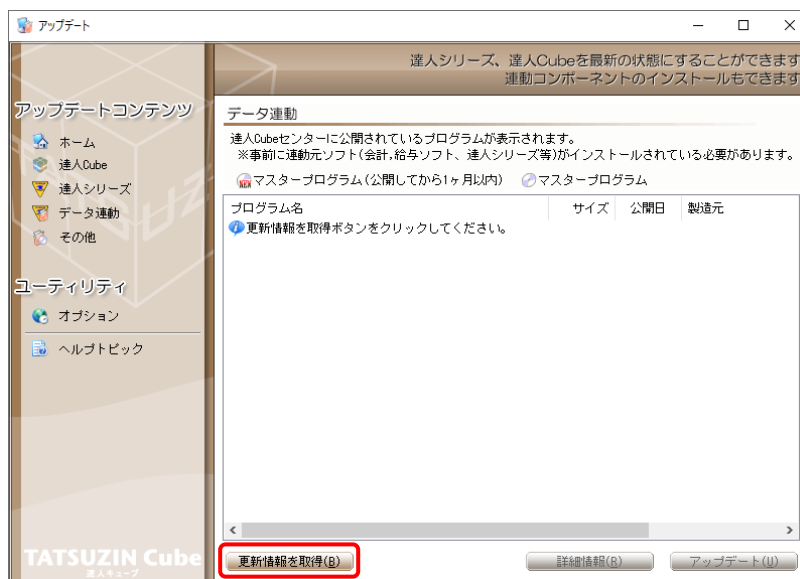 アップデート
達人シリーズ、達人Cubeを最新の状態にすることができます
連動コンポーネントのインストールもできます
アップデートコンテンツ
ホーム
達人Cube
達人シリーズ
データ連動
その他
ユーティリティ
オプション
ヘルプトピック
TATSUZIN Cube
達人キューブ
データ連動
達人Cubeセンターに公開されているプログラムが表示されます。
※事前に連動元ソフト(会計,給与ソフト、達人シリーズ等)がインストールされている必要があります。
マスタープログラム(公開してから1ヶ月以内) マスタープログラム
プログラム名 サイズ 公開日 製造元
更新情報を取得ボタンをクリックしてください。
更新情報を取得(B) 詳細情報(R) アップデート(U)